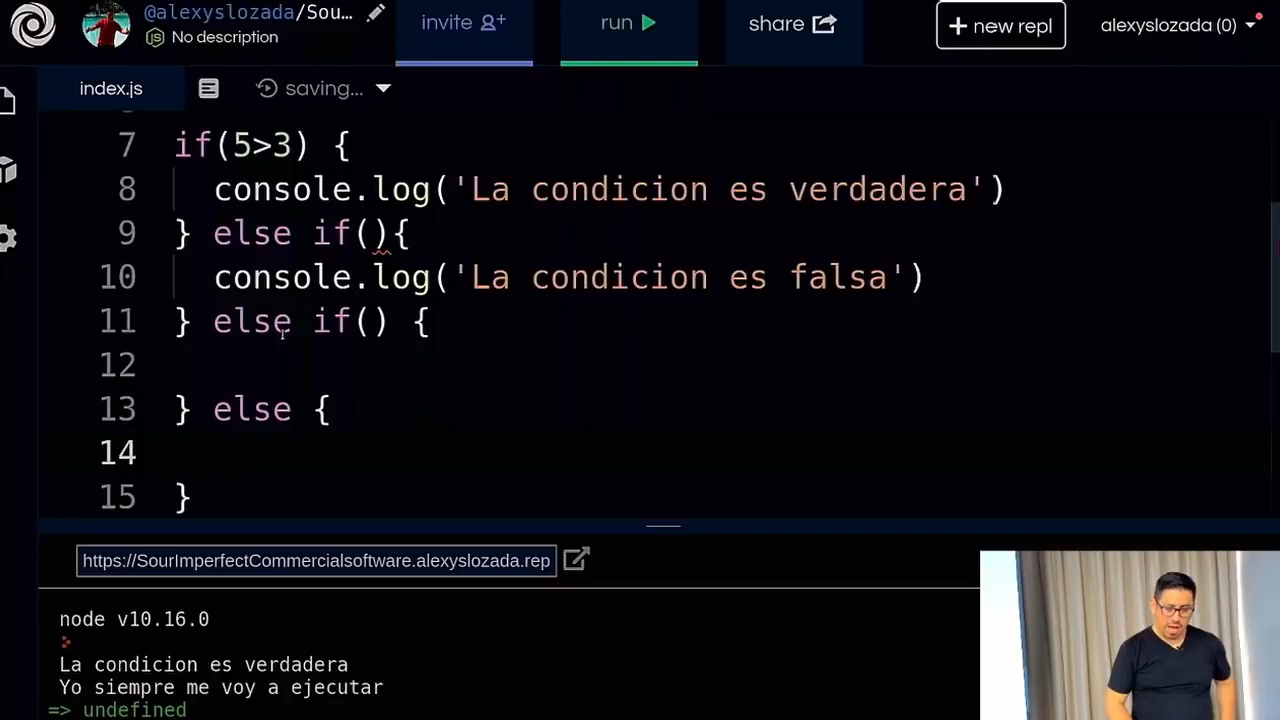 @alexyslozada/Sour...
No description
invite
run
share
+ new repl
alexyslozada (0)
index.js
saving...
7 if(5>3) {
8 console.log('La condicion es verdadera')
9 } else if(){
10 console.log('La condicion es falsa')
11 } else if() {
12
13 } else {
14
15 }
https://SourImperfectCommercialsoftware.alexyslozada.rep
node v10.16.0
La condicion es verdadera
Yo siempre me voy a ejecutar
=> undefined